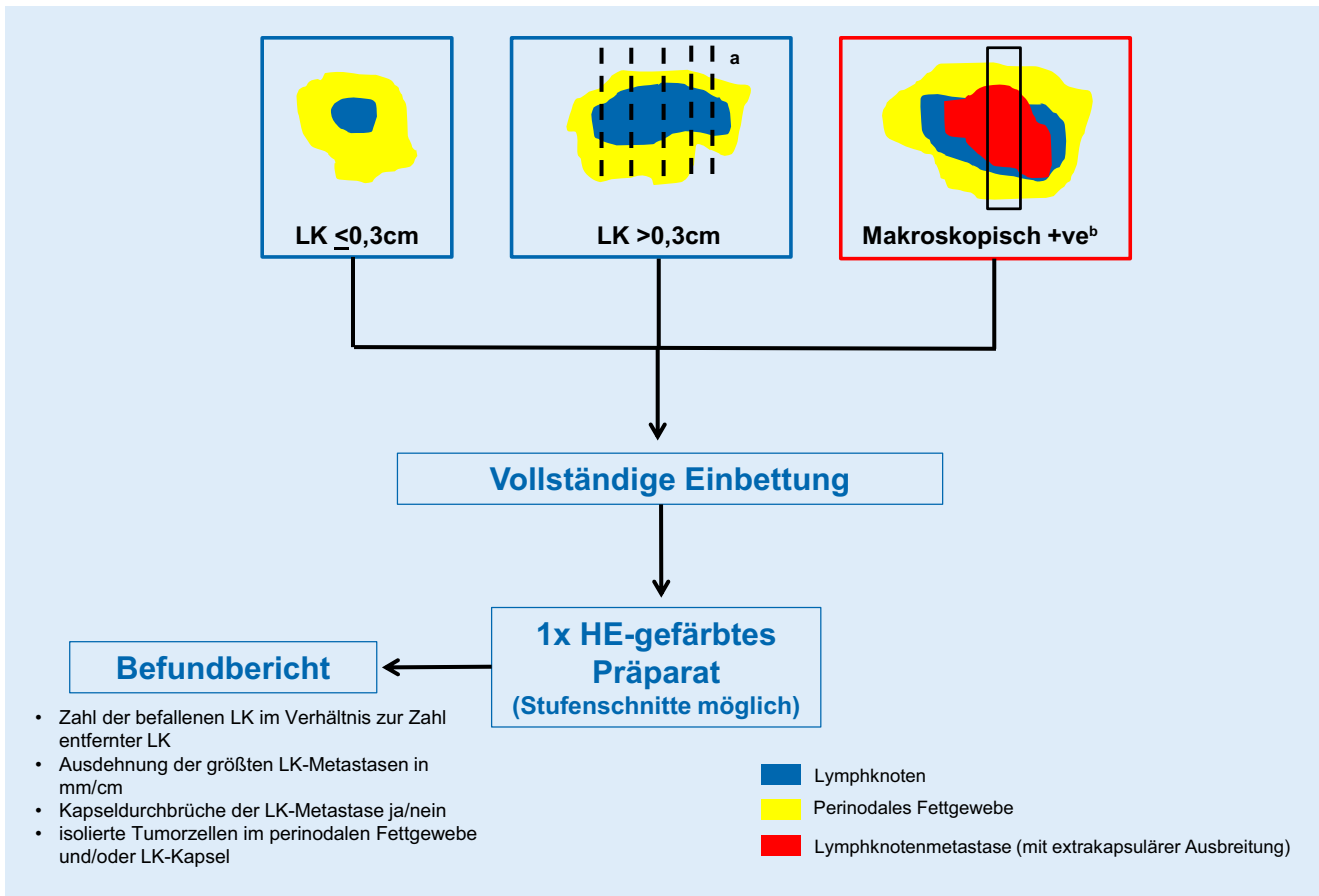 a
LK <0,3cm
LK >0,3cm
Makroskopisch +veᵇ
Vollständige Einbettung
1x HE-gefärbtes
Präparat
(Stufenschnitte möglich)
Befundbericht
• Zahl der befallenen LK im Verhältnis zur Zahl
entfernter LK
• Ausdehnung der größten LK-Metastasen in
mm/cm
• Kapseldurchbrüche der LK-Metastase ja/nein
• isolierte Tumorzellen im perinodalen Fettgewebe
und/oder LK-Kapsel
Lymphknoten
Perinodales Fettgewebe
Lymphknotenmetastase (mit extrakapsulärer Ausbreitung)